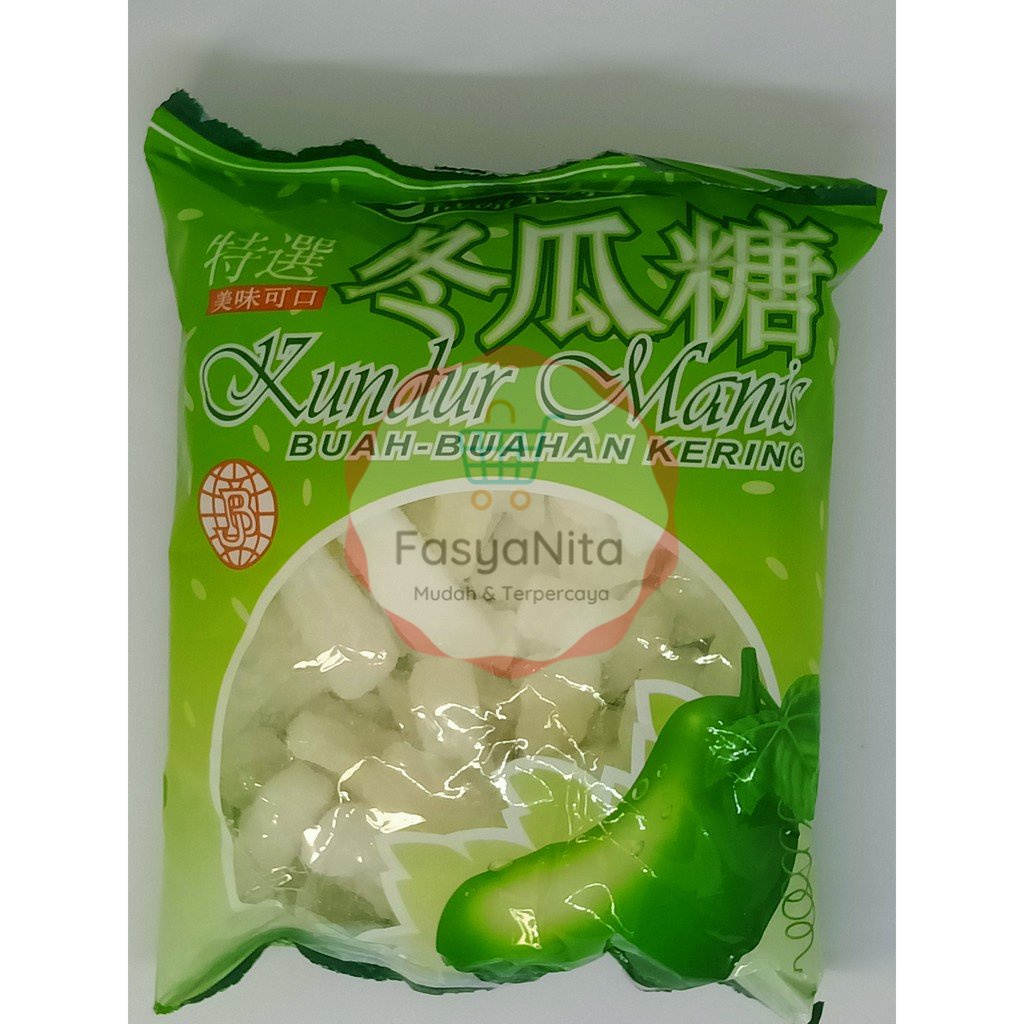 特選
美味可口
冬瓜糖
Kundur Manis
BUAH-BUAHAN KERING
FasyaNita
Mudah & Terpercaya